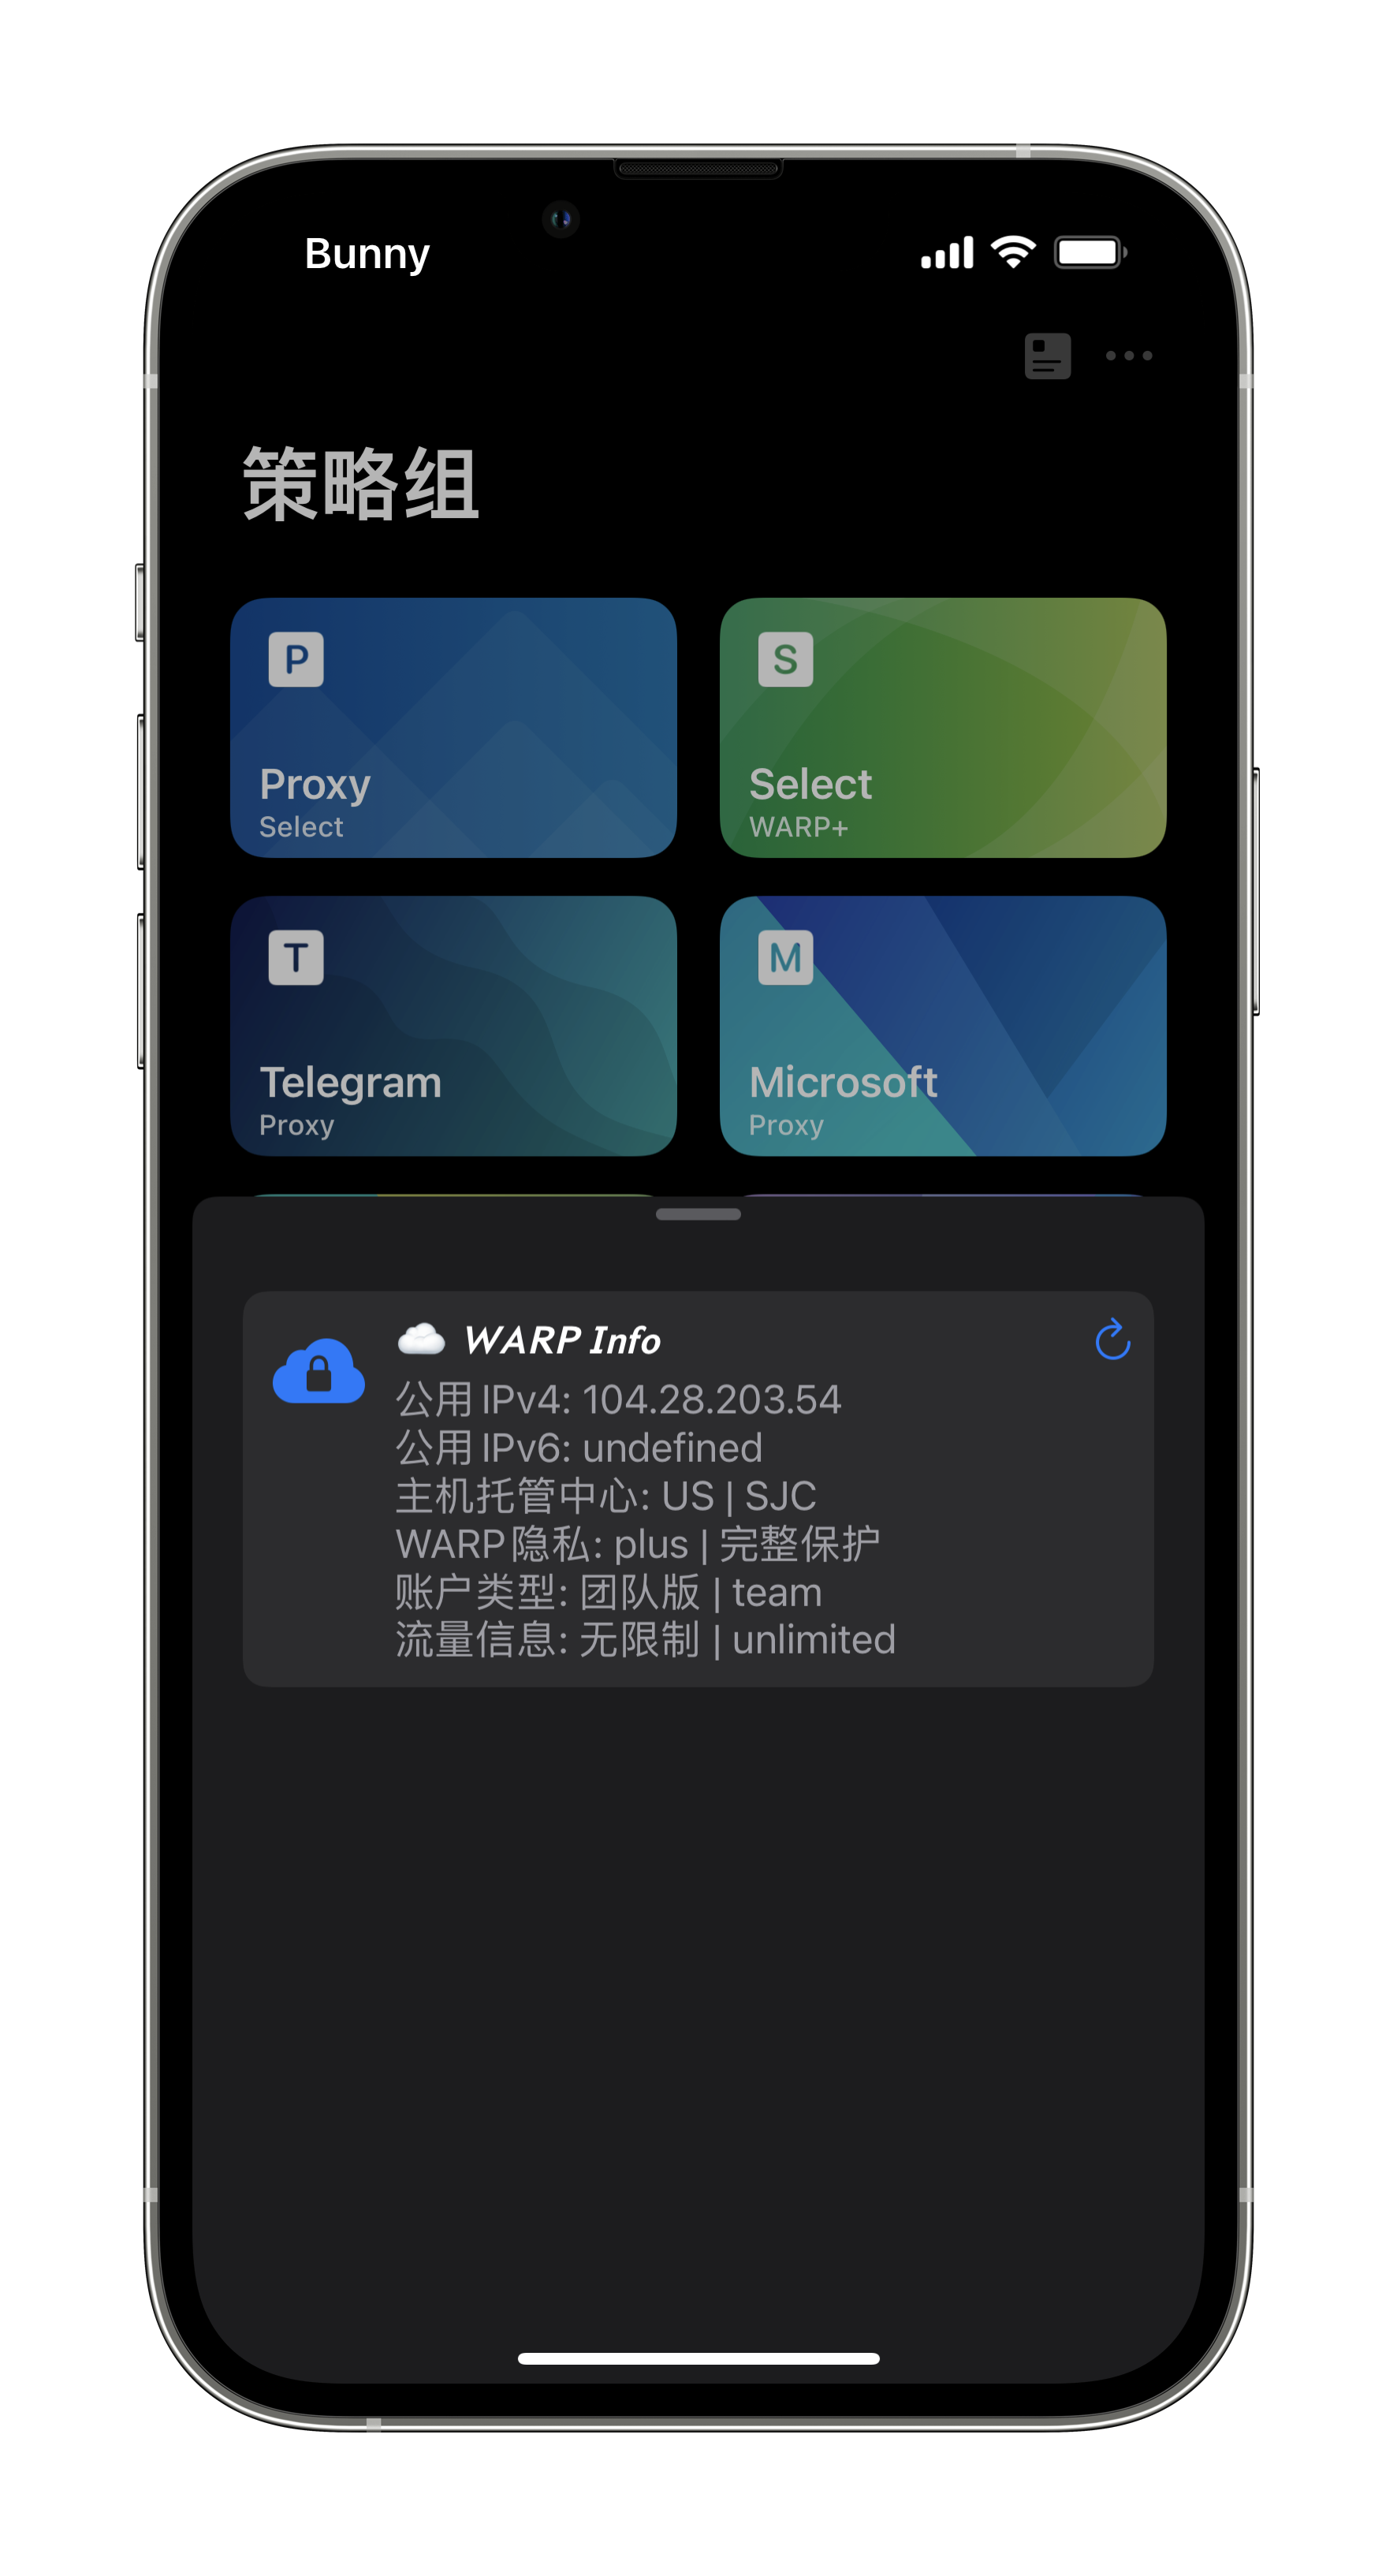 Bunny
策略组
P
Proxy
Select
S
Select
WARP+
T
Telegram
Proxy
M
Microsoft
Proxy
☁️ WARP Info
公用 IPv4: 104.28.203.54
公用 IPv6: undefined
主机托管中心: US | SJC
WARP隐私: plus | 完整保护
账户类型: 团队版 | team
流量信息: 无限制 | unlimited